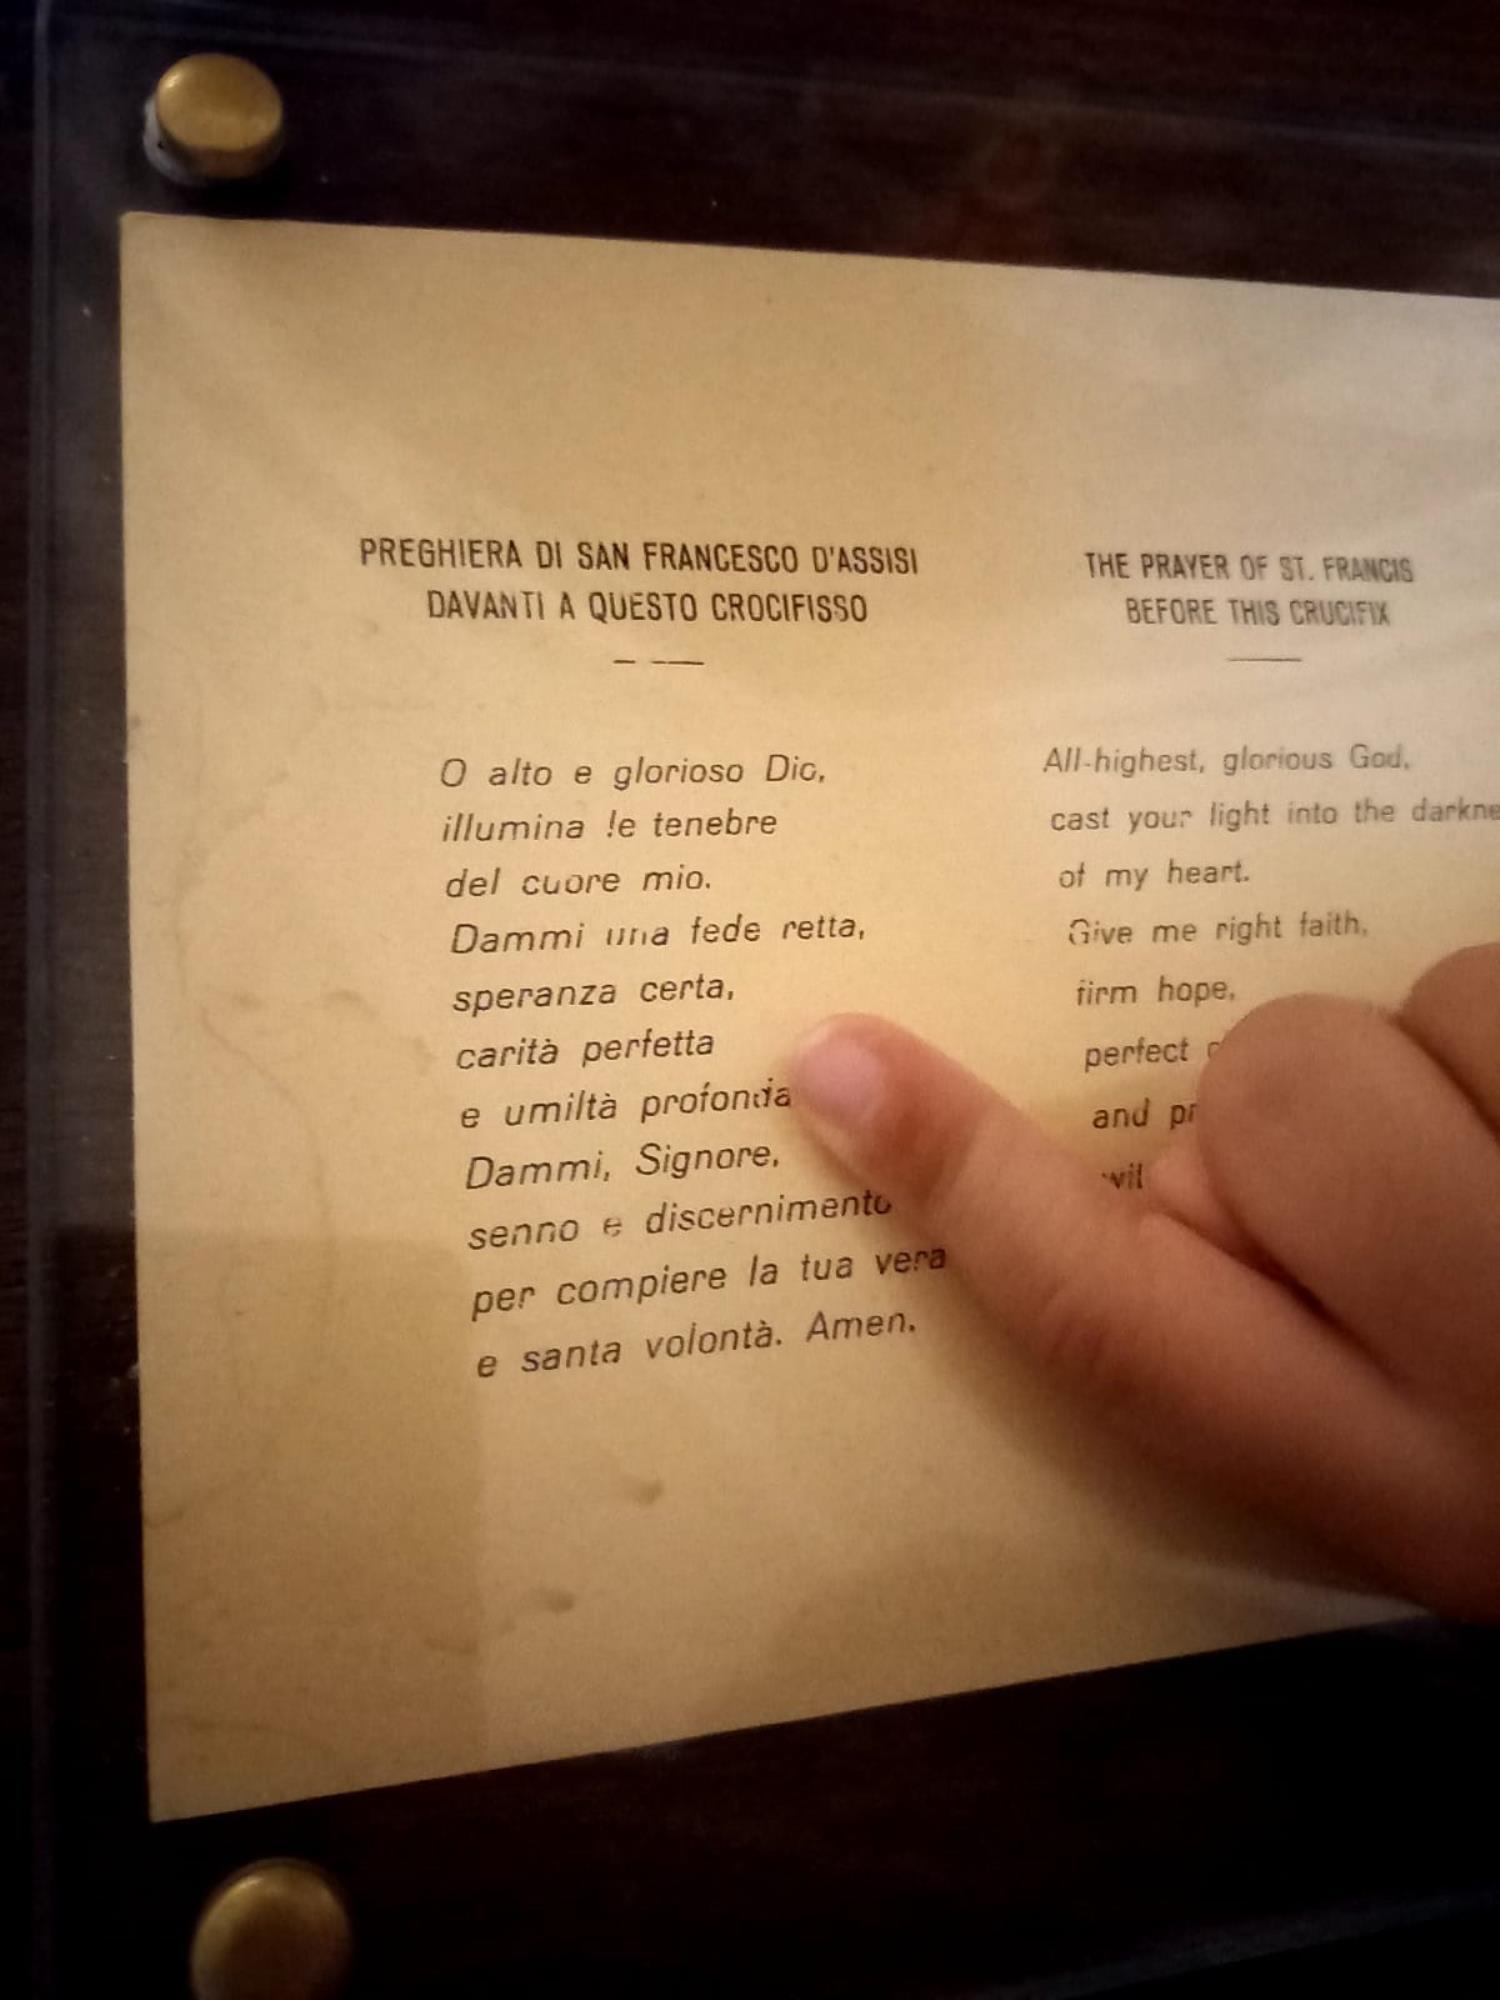 PREGHIERA DI SAN FRANCESCO D'ASSISI
DAVANTI A QUESTO CROCIFISSO
O alto e glorioso Dio,
illumina le tenebre
del cuore mio.
Dammi una fede retta,
speranza certa,
carità perfetta
e umiltà profonda
Dammi, Signore,
senno e discernimento
per compiere la tua vera
e santa volontà. Amen.
THE PRAYER OF ST. FRANCIS
BEFORE THIS CRUCIFIX
All-highest, glorious God,
cast your light into the
of my heart.
Give me right faith,
firm hope,
perfect
and